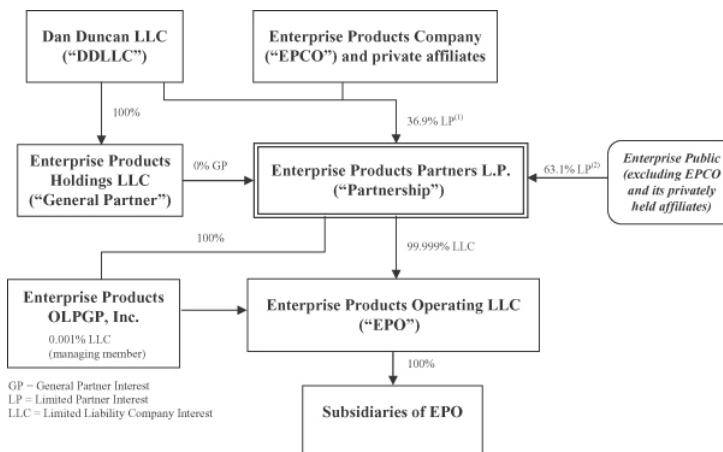 Dan Duncan LLC
(“DDLLC”)
Enterprise Products Company
(“EPCO”) and private affiliates
100%
36.9% LP(1)
Enterprise Products
Holdings LLC
(“General Partner”)
0% GP
Enterprise Products Partners L.P.
(“Partnership”)
63.1% LP(2)
Enterprise Public
(excluding EPCO
and its privately
held affiliates)
100%
99.999% LLC
Enterprise Products
OLPGP, Inc.
0.001% LLC
(managing member)
Enterprise Products Operating LLC
(“EPO”)
100%
GP = General Partner Interest
LP = Limited Partner Interest
LLC = Limited Liability Company Interest
Subsidiaries of EPO